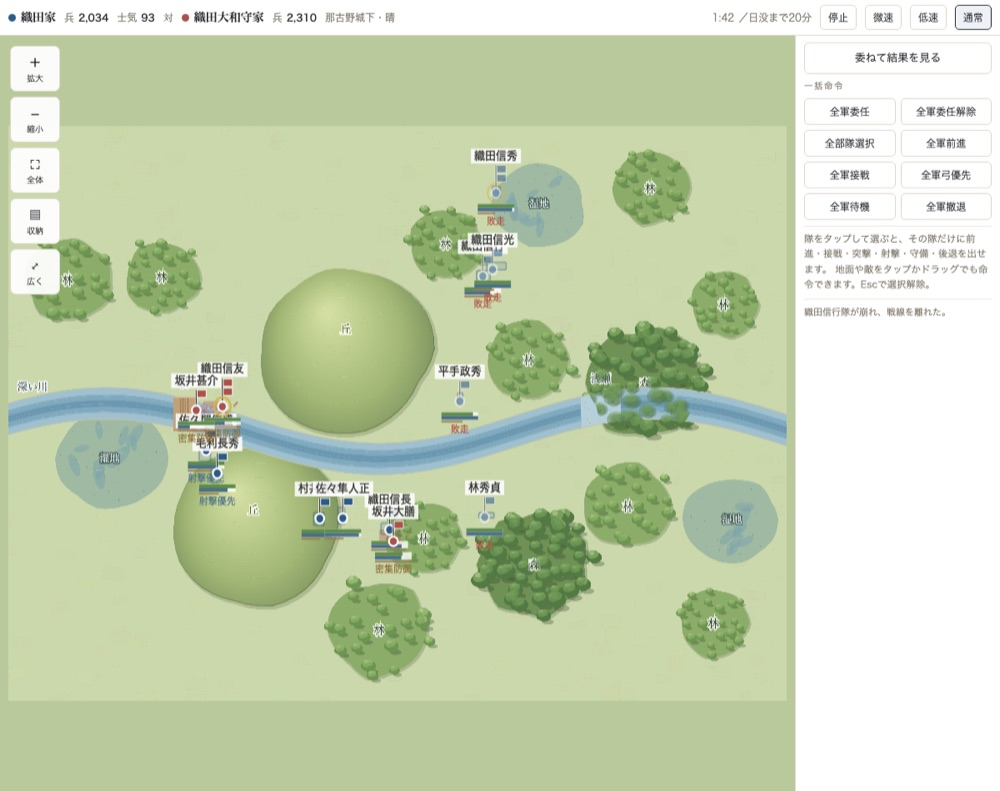 織田家 兵 2,034 士気 93 対 織田大和守家 兵 2,310 那古野城下・晴
1:42 ／日没まで20分
停止
微速
低速
通常
拡大
縮小
全体
収納
広く
委ねて結果を見る
一括命令
全軍委任
全軍委任解除
全部隊選択
全軍前進
全軍接戦
全軍弓優先
全軍待機
全軍撤退
隊をタップして選ぶと、その隊だけに前
進・接戦・突撃・射撃・守備・後退を出せ
ます。 地面や敵をタップかドラッグでも命
令できます。Escで選択解除。
織田信行隊が崩れ、戦線を離れた。
織田信秀
敗走
湿地
林
林
織田信光
敗走
敗走
林
林
林
丘
林
平手政秀
敗走
森
深い川
織田信友
坂井甚介
毛利長秀
射撃優先
射撃優先
湿地
丘
佐々隼人正
織田信長
坂井大膳
密集防御
林
林秀貞
敗走
森
林
湿地
林
林